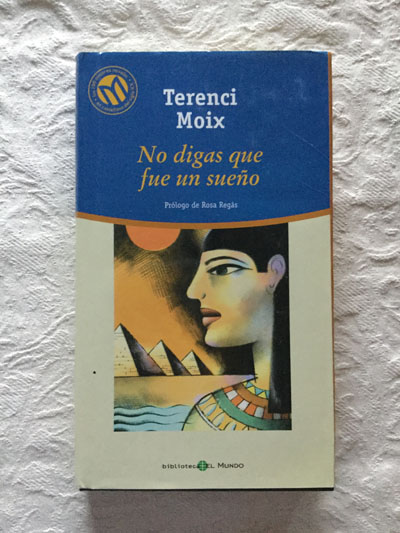 Terenci
Moix
No digas que
fue un sueño
Prólogo de Rosa Regàs
biblioteca EL MUNDO